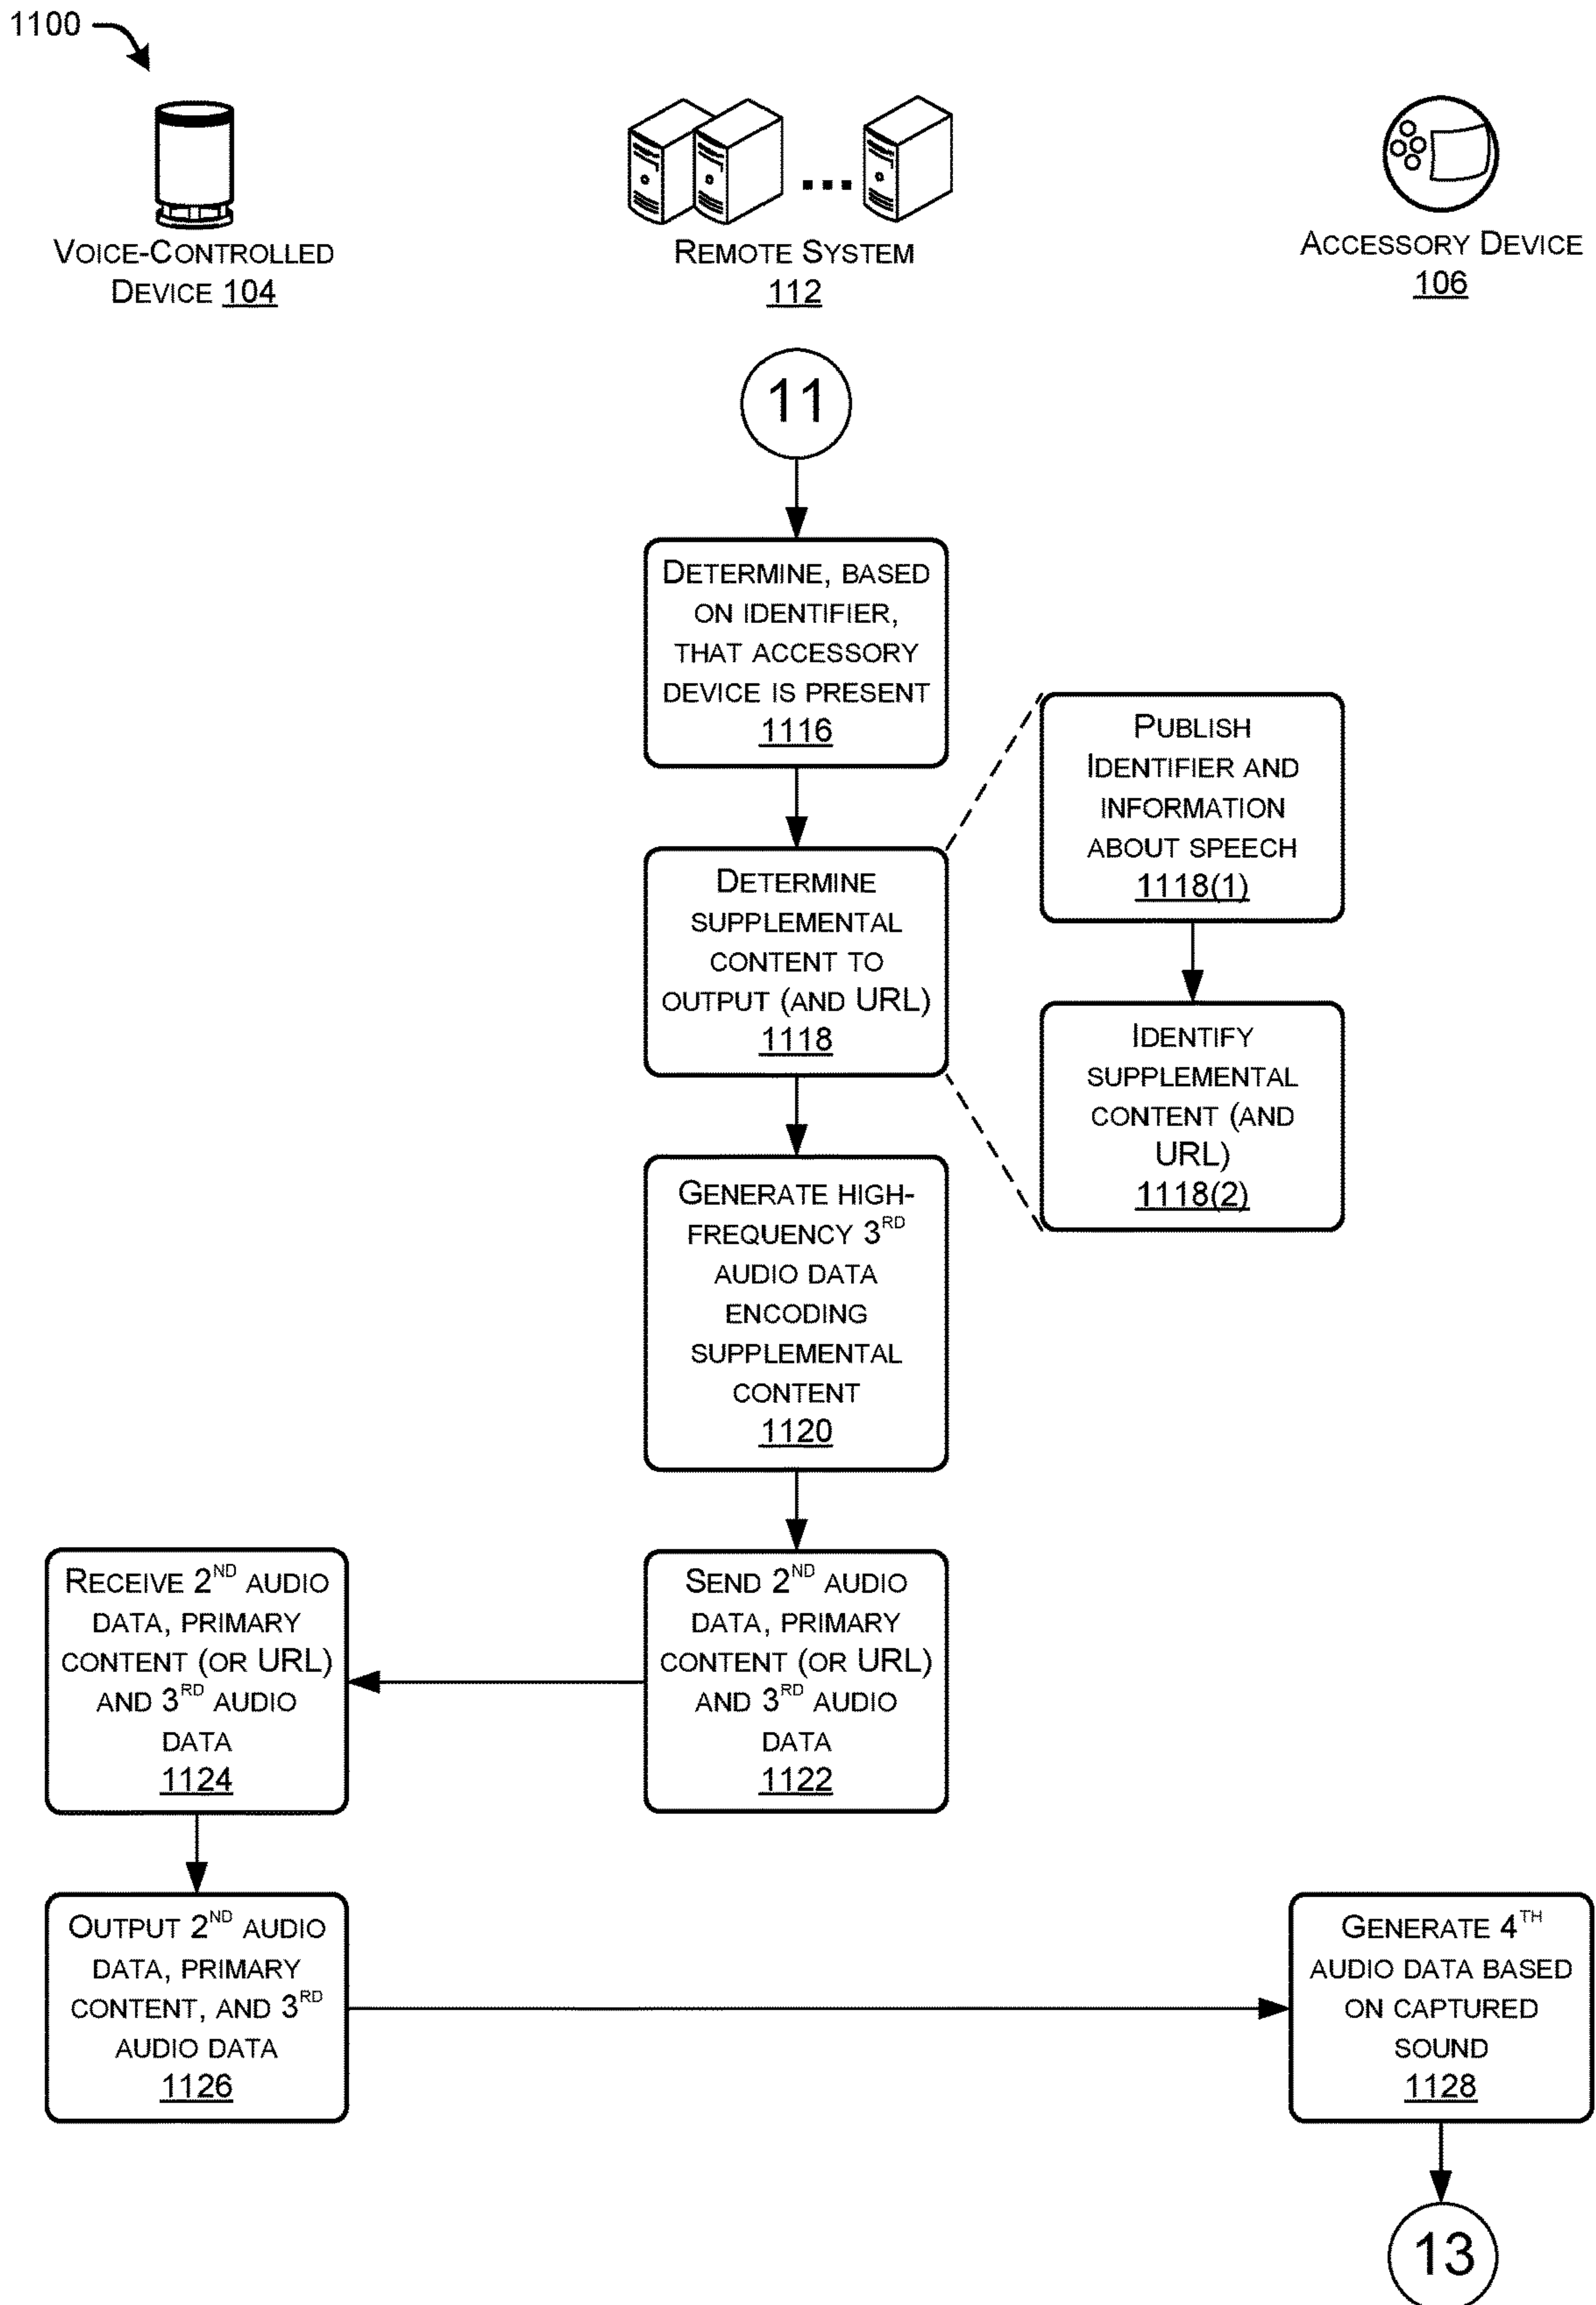 1100
VOICE-CONTROLLED
DEVICE 104
REMOTE SYSTEM
112
ACCESSORY DEVICE
106
11
DETERMINE, BASED
ON IDENTIFIER,
THAT ACCESSORY
DEVICE IS PRESENT
1116
PUBLISH
IDENTIFIER AND
INFORMATION
ABOUT SPEECH
1118(1)
DETERMINE
SUPPLEMENTAL
CONTENT TO
OUTPUT (AND URL)
1118
IDENTIFY
SUPPLEMENTAL
CONTENT (AND
URL)
1118(2)
GENERATE HIGH-
FREQUENCY 3RD
AUDIO DATA
ENCODING
SUPPLEMENTAL
CONTENT
1120
SEND 2ND AUDIO
DATA, PRIMARY
CONTENT (OR URL)
AND 3RD AUDIO
DATA
1122
RECEIVE 2ND AUDIO
DATA, PRIMARY
CONTENT (OR URL)
AND 3RD AUDIO
DATA
1124
OUTPUT 2ND AUDIO
DATA, PRIMARY
CONTENT, AND 3RD
AUDIO DATA
1126
GENERATE 4TH
AUDIO DATA BASED
ON CAPTURED
SOUND
1128
13